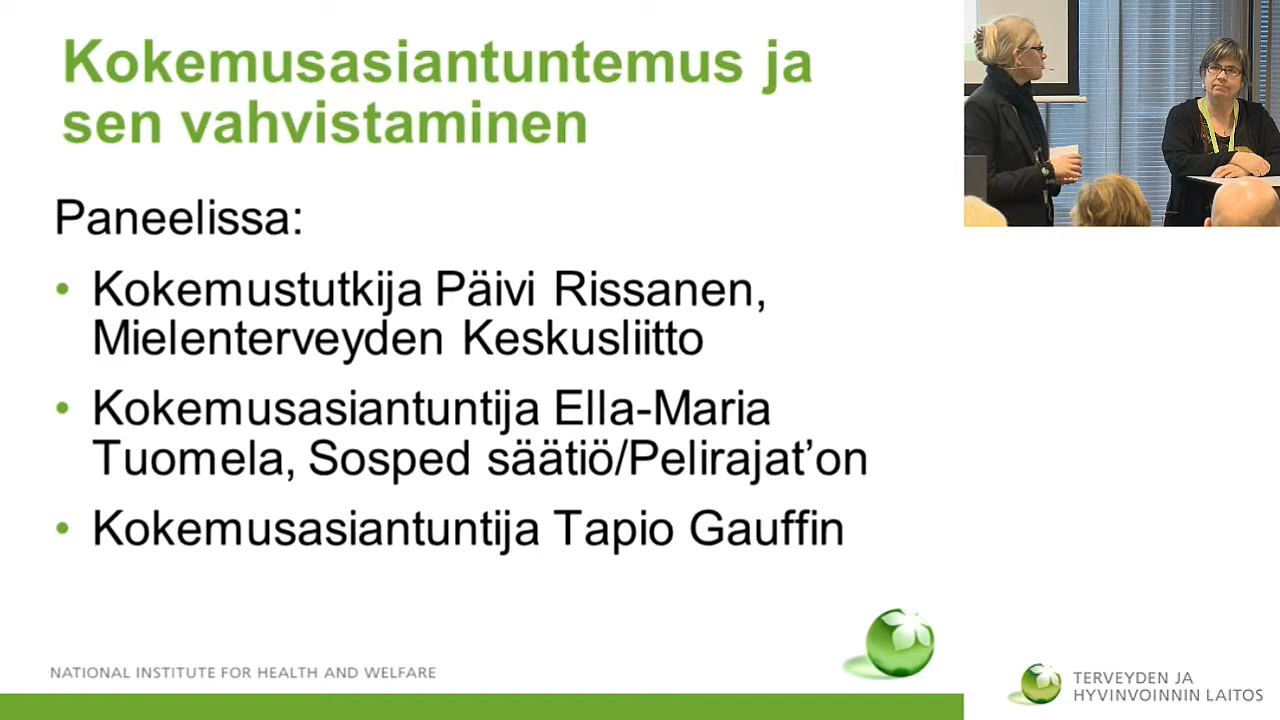 Kokemusasiantuntemus ja
sen vahvistaminen
Paneelissa:
• Kokemustutkija Päivi Rissanen,
Mielenterveyden Keskusliitto
• Kokemusasiantuntija Ella-Maria
Tuomela, Sosped säätiö/Pelirajat’on
• Kokemusasiantuntija Tapio Gauffin
NATIONAL INSTITUTE FOR HEALTH AND WELFARE
TERVEYDEN JA
HYVINVOINNIN LAITOS